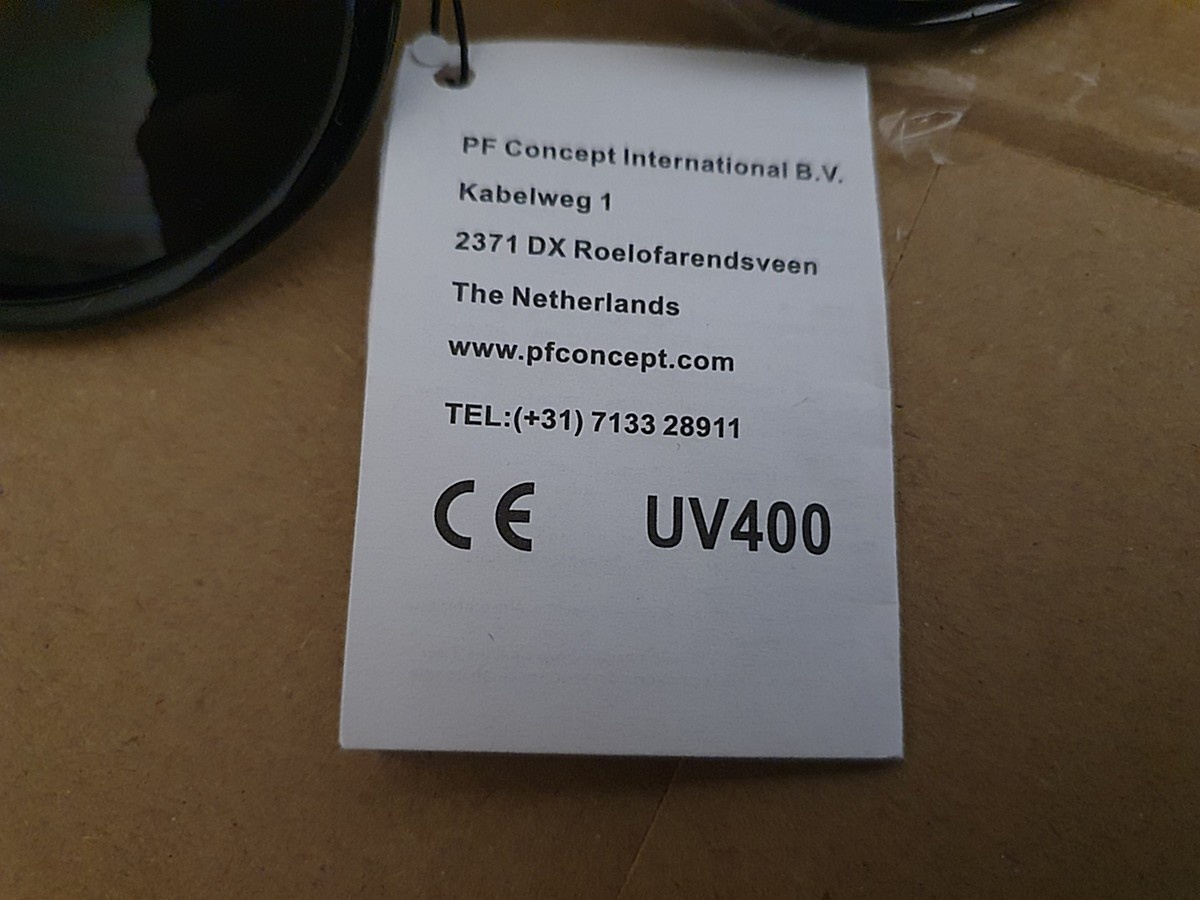 PF Concept International B.V.
Kabelweg 1
2371 DX Roelofarendsveen
The Netherlands
www.pfconcept.com
TEL:(+31) 7133 28911
CE UV400